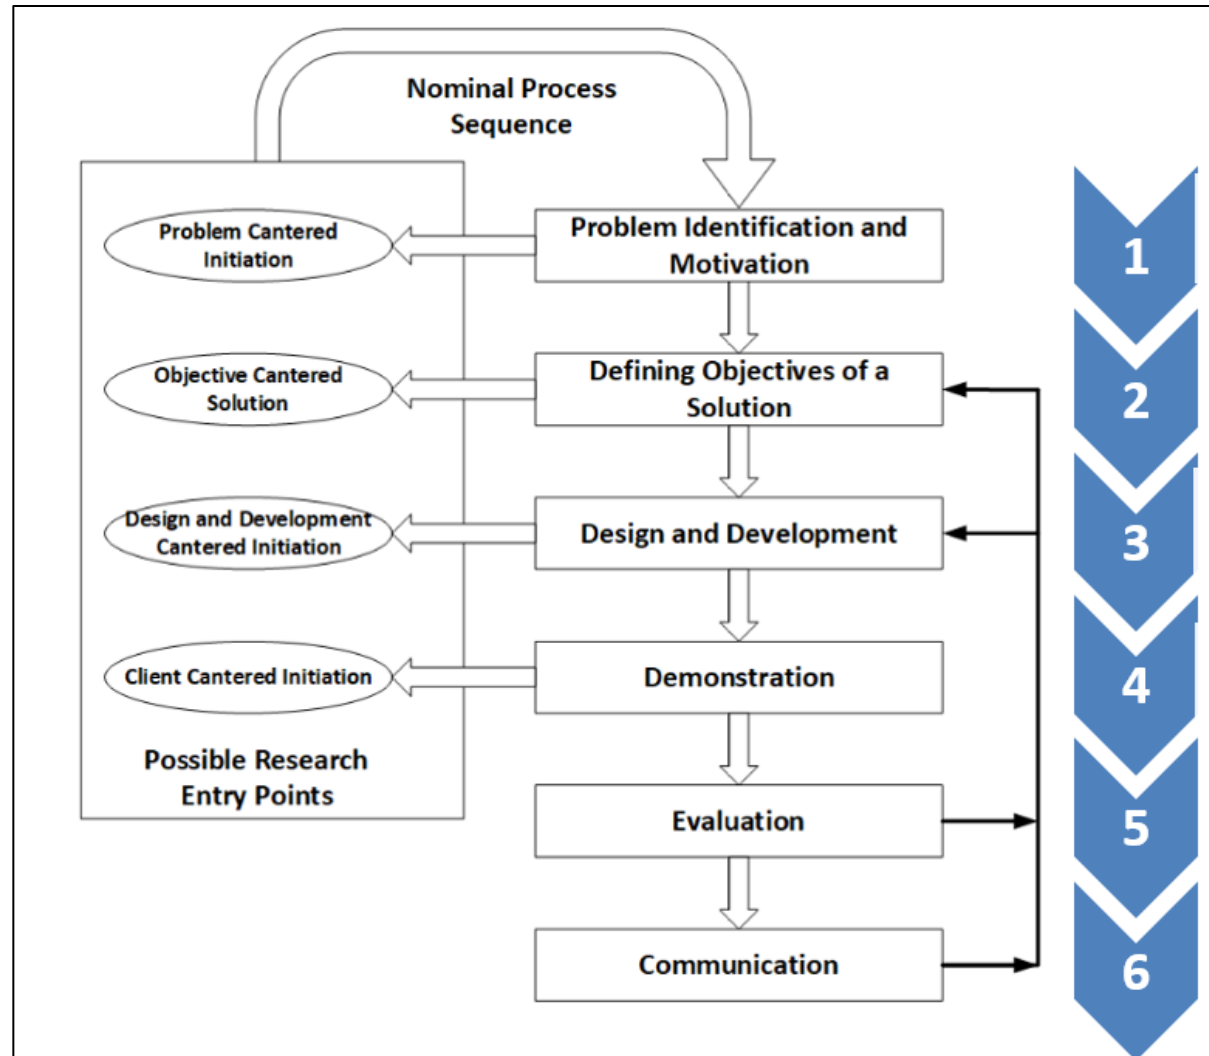 Nominal Process
Sequence
Problem Cantered
Initiation
Problem Identification and
Motivation
1
Objective Cantered
Solution
Defining Objectives of a
Solution
2
Design and Development
Cantered Initiation
Design and Development
3
Client Cantered Initiation
Demonstration
4
Possible Research
Entry Points
Evaluation
5
Communication
6